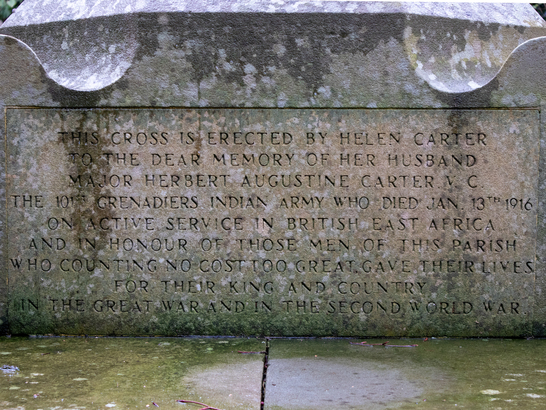 THIS CROSS IS ERECTED BY HELEN CARTER
TO THE DEAR MEMORY OF HER HUSBAND
MAJOR HERBERT AUGUSTINE CARTER V.C.
THE 101ST GRENADIERS INDIAN ARMY WHO DIED JAN. 13TH 1916
ON ACTIVE SERVICE IN BRITISH EAST AFRICA
AND IN HONOUR OF THOSE MEN OF THIS PARISH
WHO COUNTING NO COST TOO GREAT, GAVE THEIR LIVES
FOR THEIR KING AND COUNTRY
IN THE GREAT WAR AND IN THE SECOND WORLD WAR